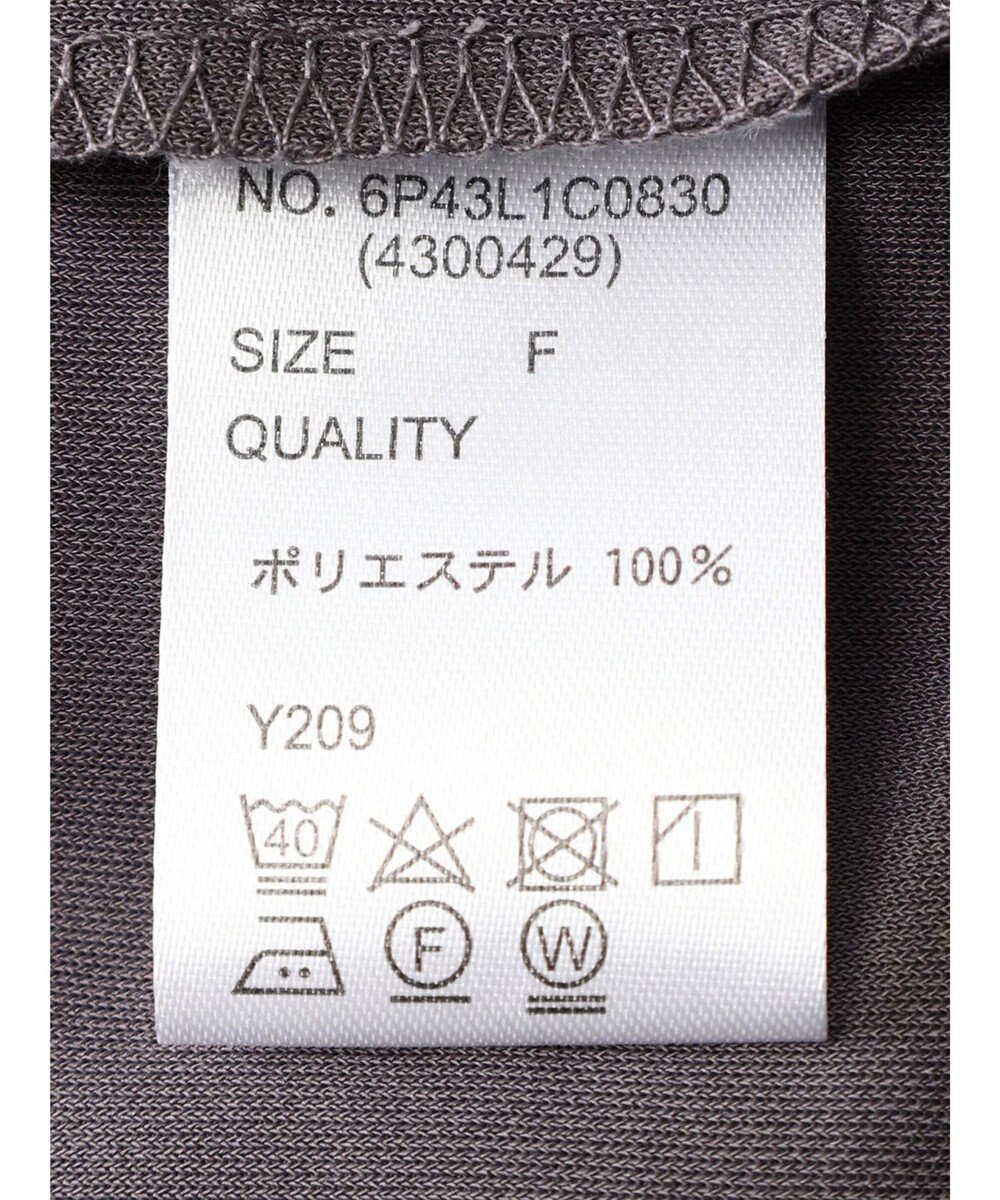 NO. 6P43L1C0830
(4300429)
SIZE F
QUALITY
ポリエステル 100%
Y209
40
F W